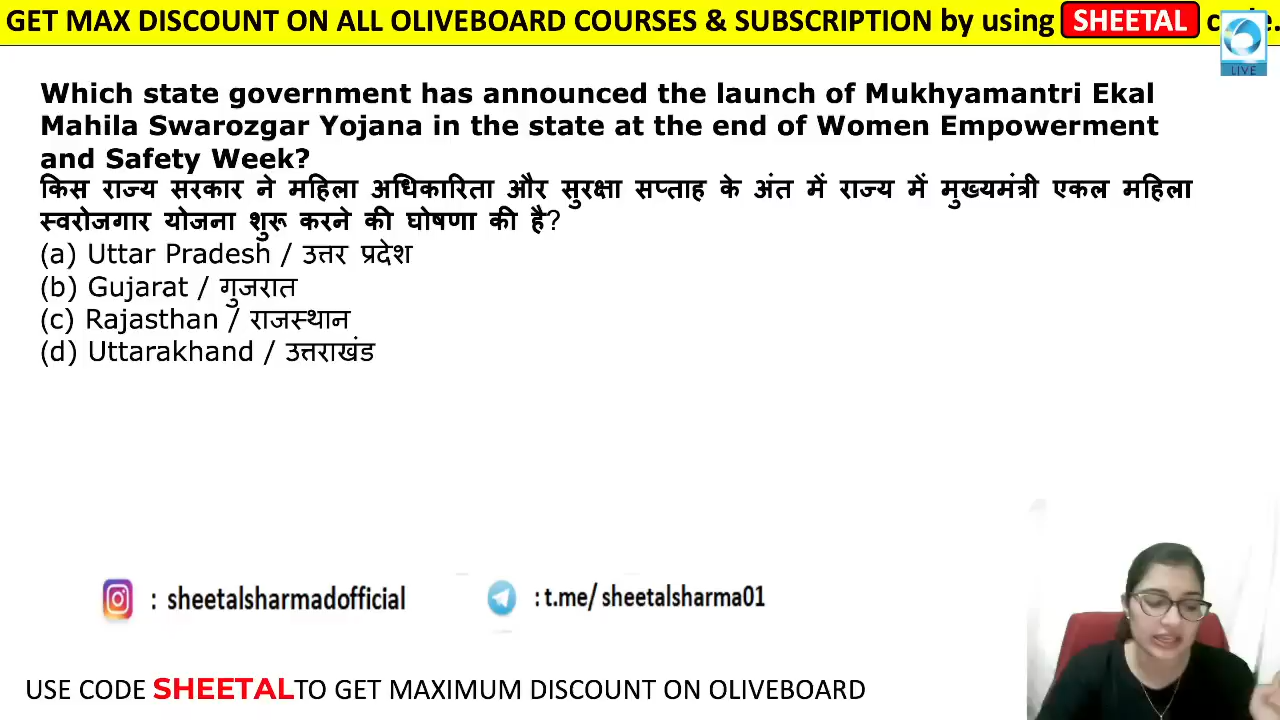 GET MAX DISCOUNT ON ALL OLIVEBOARD COURSES & SUBSCRIPTION by using SHEETAL code.
LIVE
Which state government has announced the launch of Mukhyamantri Ekal
Mahila Swarozgar Yojana in the state at the end of Women Empowerment
and Safety Week?
किस राज्य सरकार ने महिला अधिकारिता और सुरक्षा सप्ताह के अंत में राज्य में मुख्यमंत्री एकल महिला
स्वरोजगार योजना शुरू करने की घोषणा की है?
(a) Uttar Pradesh / उत्तर प्रदेश
(b) Gujarat / गुजरात
(c) Rajasthan / राजस्थान
(d) Uttarakhand / उत्तराखंड
: sheetalsharmadofficial
: t.me/ sheetalsharma01
USE CODE SHEETALTO GET MAXIMUM DISCOUNT ON OLIVEBOARD